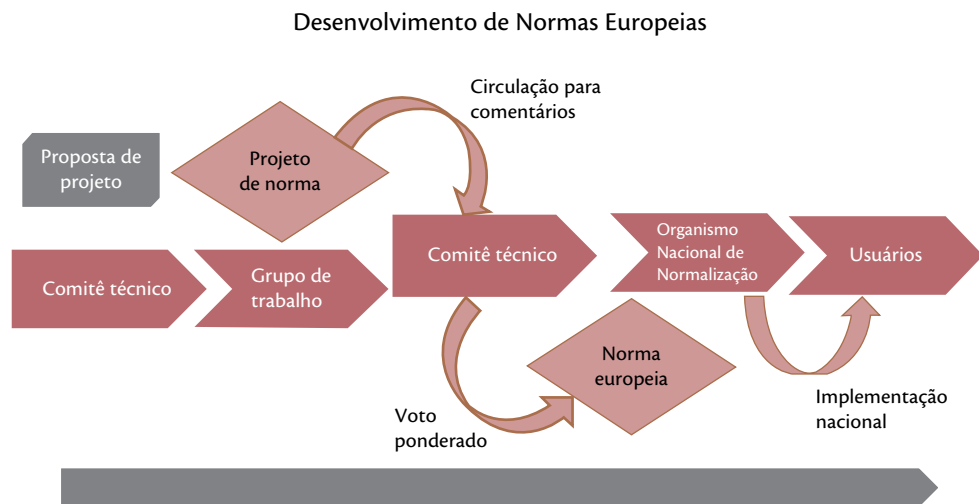 Desenvolvimento de Normas Europeias
Circulação para
comentários
Proposta de
projeto
Projeto
de norma
Comitê técnico
Grupo de
trabalho
Comitê técnico
Organismo
Nacional de
Normalização
Usuários
Norma
europeia
Voto
ponderado
Implementação
nacional